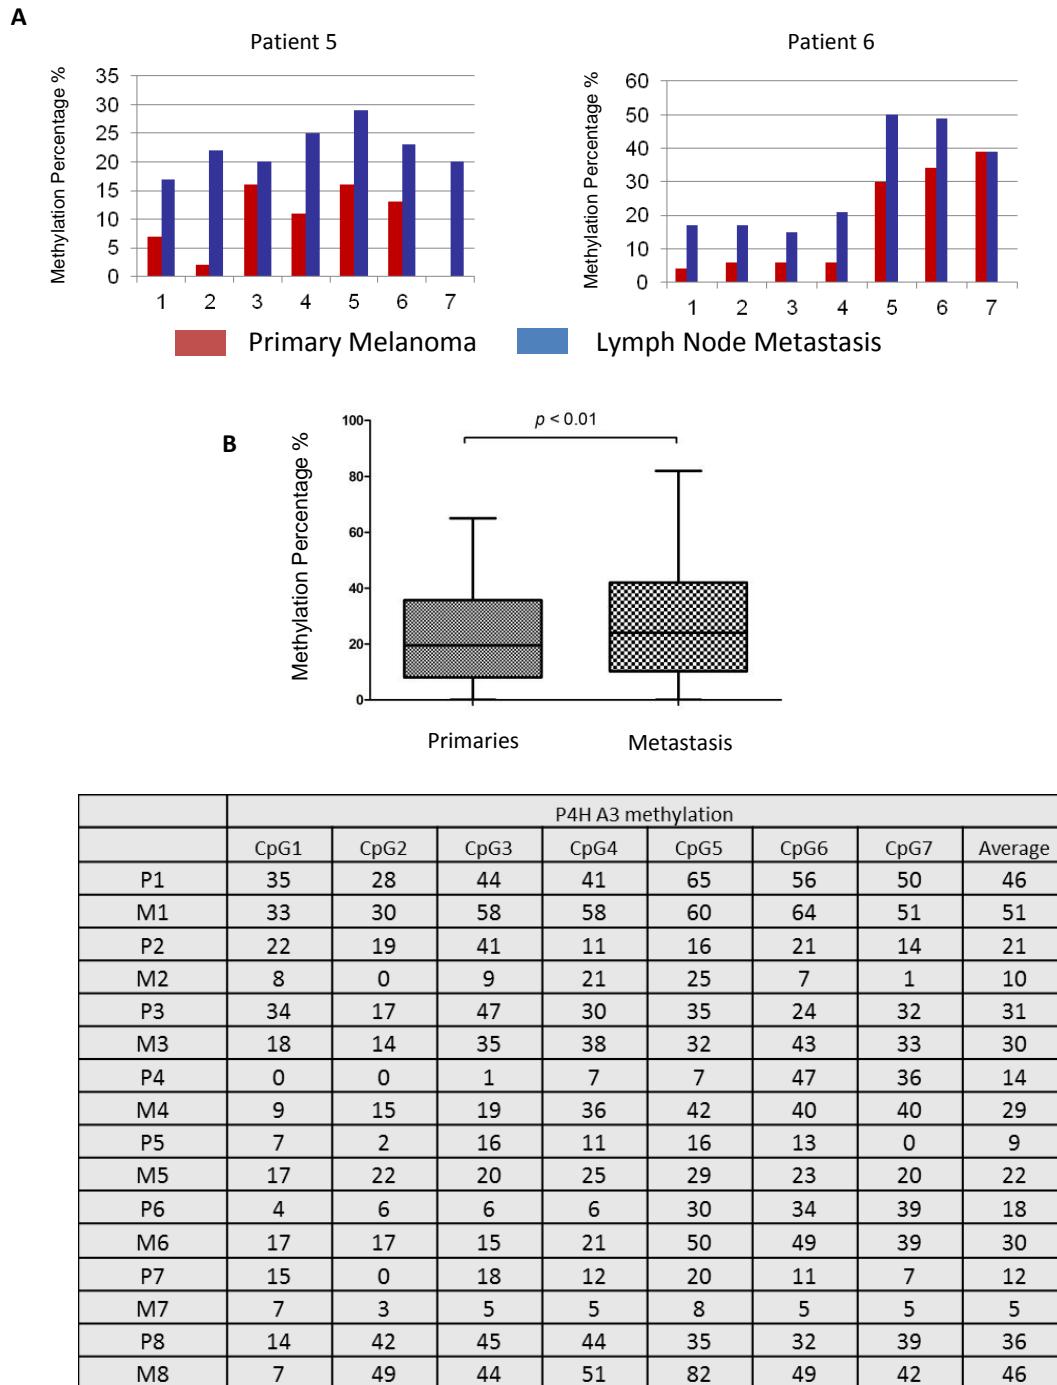 A
Patient 5
Patient 6
Methylation Percentage %
35
30
25
20
15
10
5
0
1 2 3 4 5 6 7
Methylation Percentage %
60
50
40
30
20
10
0
1 2 3 4 5 6 7
Primary Melanoma Lymph Node Metastasis
B
Methylation Percentage %
p < 0.01
100
80
60
40
20
0
Primaries Metastasis
P4H A3 methylation
CpG1 CpG2 CpG3 CpG4 CpG5 CpG6 CpG7 Average
P1 35 28 44 41 65 56 50 46
M1 33 30 58 58 60 64 51 51
P2 22 19 41 11 16 21 14 21
M2 8 0 9 21 25 7 1 10
P3 34 17 47 30 35 24 32 31
M3 18 14 35 38 32 43 33 30
P4 0 0 1 7 7 47 36 14
M4 9 15 19 36 42 40 40 29
P5 7 2 16 11 16 13 0 9
M5 17 22 20 25 29 23 20 22
P6 4 6 6 6 30 34 39 18
M6 17 17 15 21 50 49 39 30
P7 15 0 18 12 20 11 7 12
M7 7 3 5 5 8 5 5 5
P8 14 42 45 44 35 32 39 36
M8 7 49 44 51 82 49 42 46